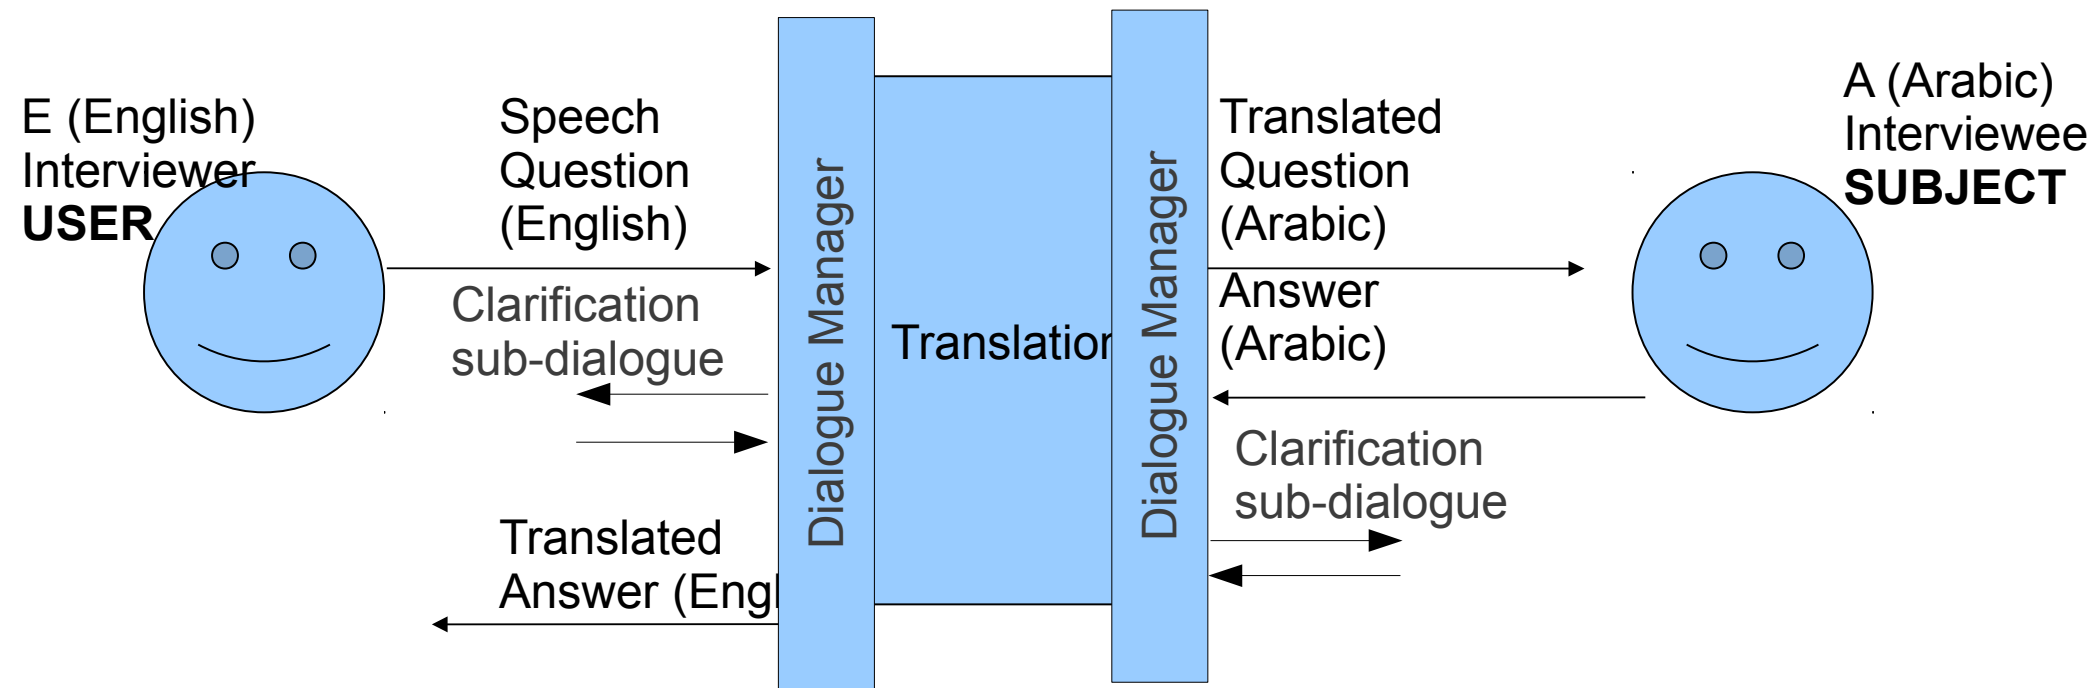 E (English)
Interviewer
USER
Speech
Question
(English)
Clarification
sub-dialogue
Translated
Answer (Engl
Dialogue Manager
Translation
Dialogue Manager
Translated
Question
(Arabic)
Answer
(Arabic)
Clarification
sub-dialogue
A (Arabic)
Interviewee
SUBJECT